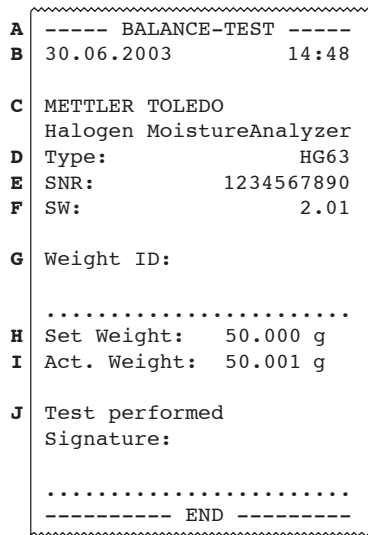 A ----- BALANCE-TEST -----
B 30.06.2003 14:48
C METTLER TOLEDO
Halogen MoistureAnalyzer
D Type: HG63
E SNR: 1234567890
F SW: 2.01
G Weight ID:
........................
H Set Weight: 50.000 g
I Act. Weight: 50.001 g
J Test performed
Signature:
........................
---------- END ---------